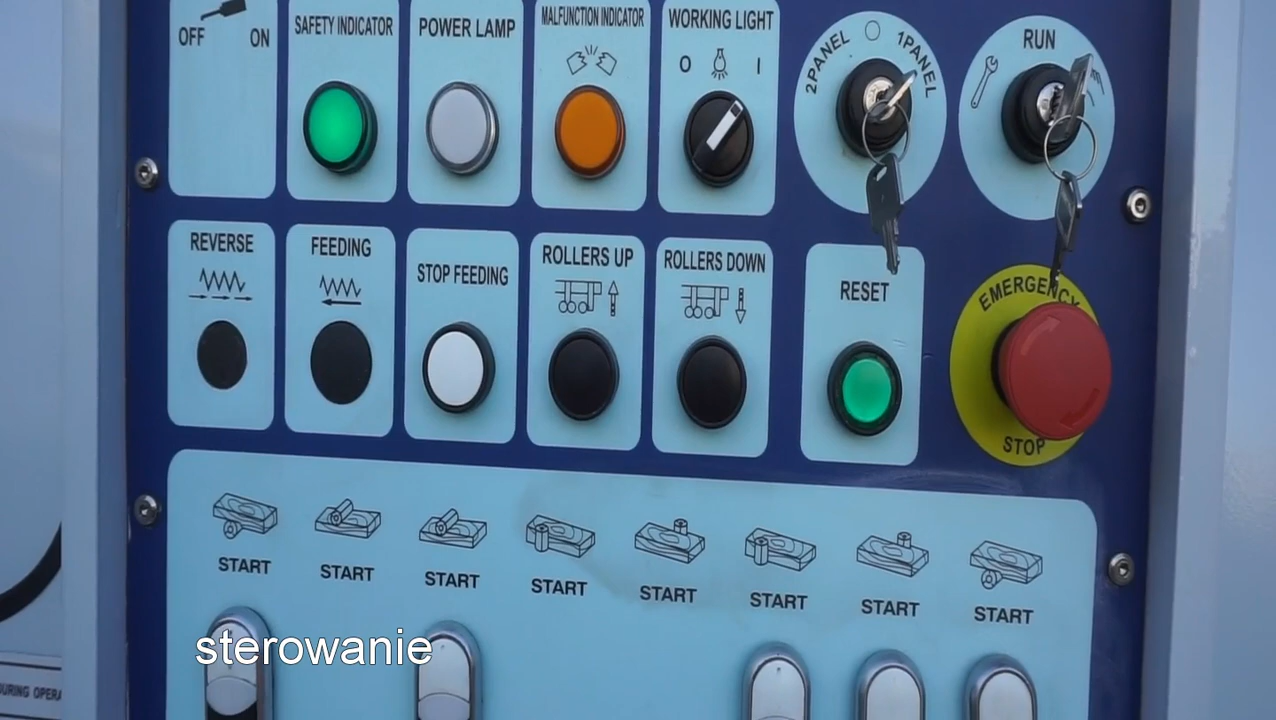 OFF ON
SAFETY INDICATOR
POWER LAMP
MALFUNCTION INDICATOR
WORKING LIGHT
O I
2PANEL 1PANEL
RUN
REVERSE
FEEDING
STOP FEEDING
ROLLERS UP
ROLLERS DOWN
RESET
EMERGENCY
STOP
START START START START START START START START
sterowanie
DURING OPERA